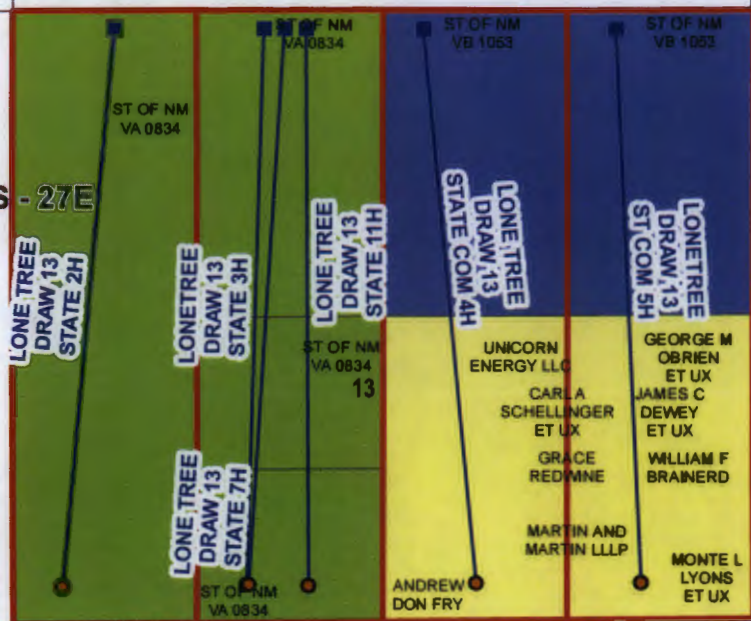 ST OF NM
VA 0834
ST OF NM
VB 1053
ST OF NM
VB 1053
ST OF NM
VA 0834
S - 27E
LONE TREE
DRAW 13
STATE 2H
LONETREE
DRAW 13
STATE 3H
LONE TREE
DRAW 13
STATE 11H
LONE TREE
DRAW 13
STATE COM 4H
LONETREE
DRAW 13
ST COM 5H
ST OF NM
VA 0834
13
UNICORN
ENERGY LLC
GEORGE M
OBRIEN
ET UX
CARLA
SCHELLINGER
ET UX
JAMES C
DEWEY
ET UX
GRACE
REDWINE
WILLIAM F
BRAINERD
LONE TREE
DRAW 13
STATE 7H
MARTIN AND
MARTIN LLLP
MONTE L
LYONS
ET UX
ST OF NM
VA 0834
ANDREW
DON FRY